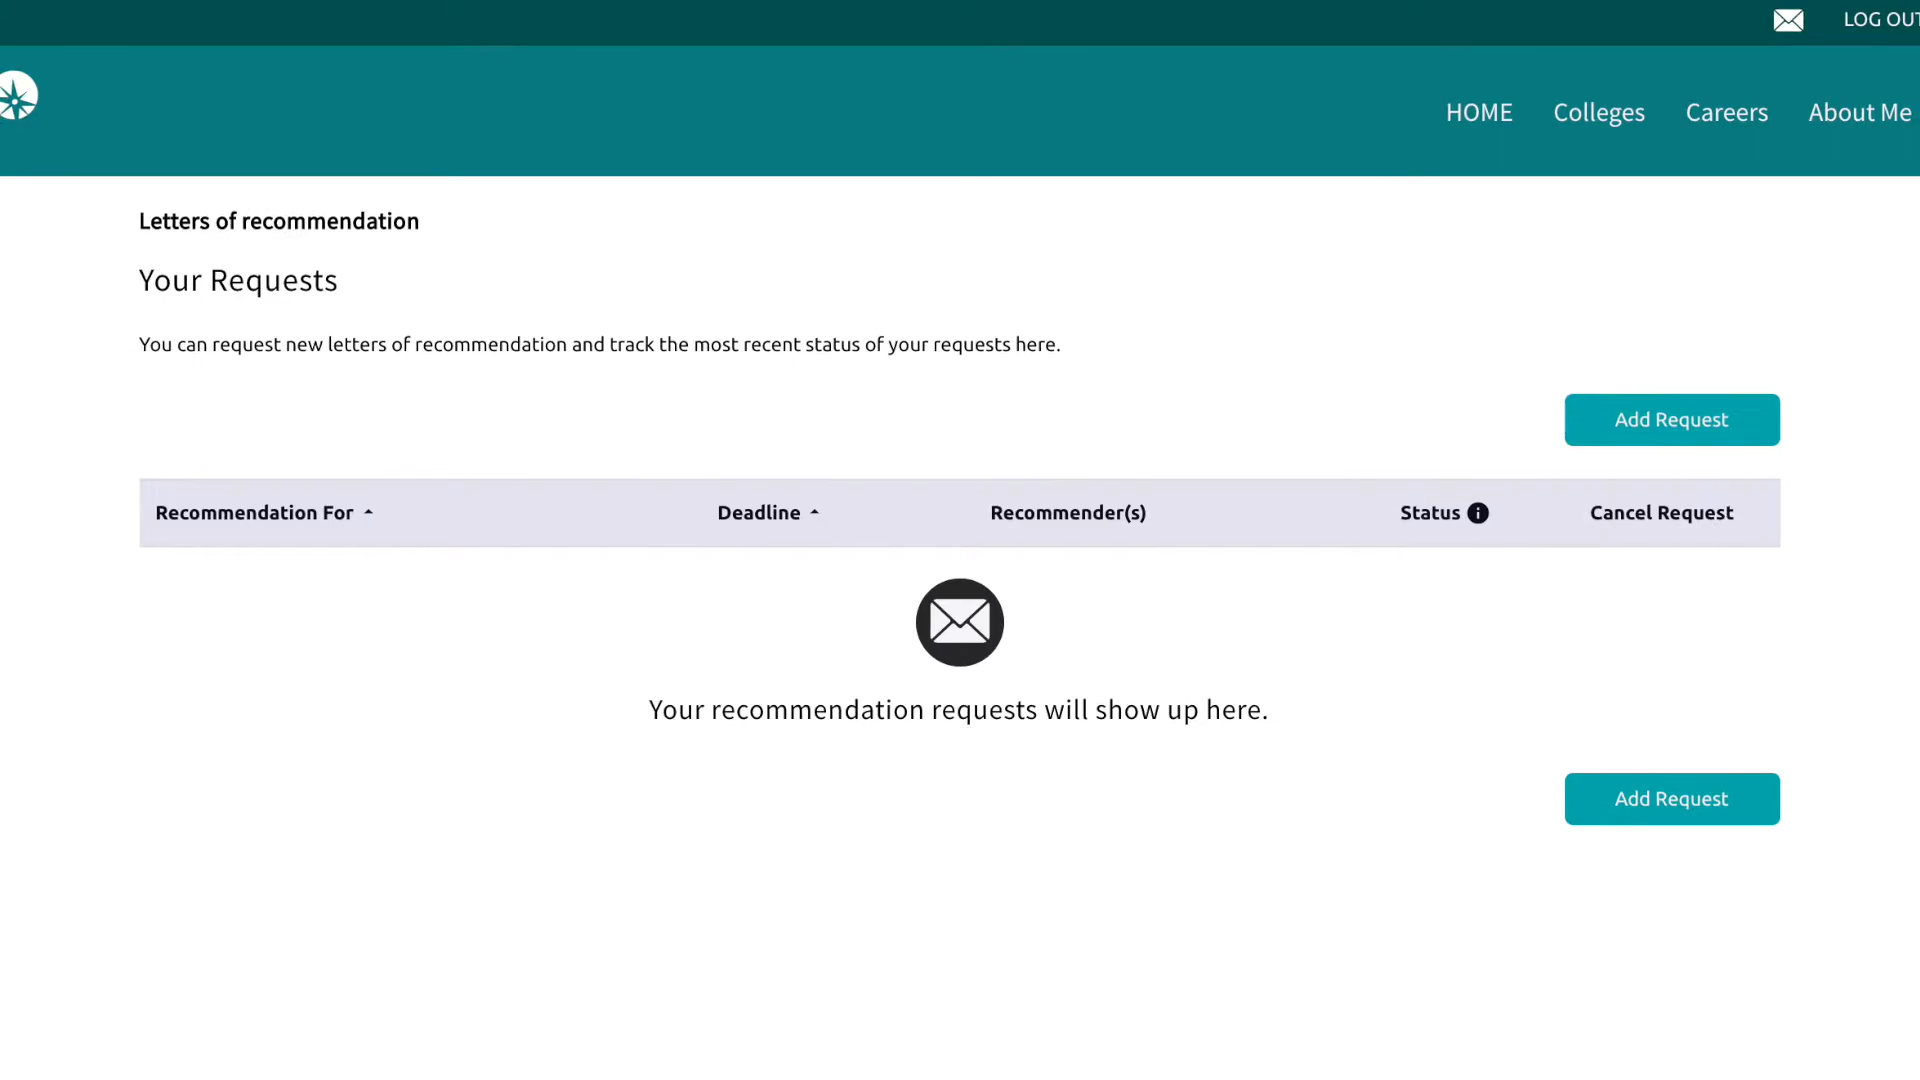 LOG OUT
HOME Colleges Careers About Me
Letters of recommendation
Your Requests
You can request new letters of recommendation and track the most recent status of your requests here.
Add Request
Recommendation For Deadline Recommender(s) Status Cancel Request
Your recommendation requests will show up here.
Add Request